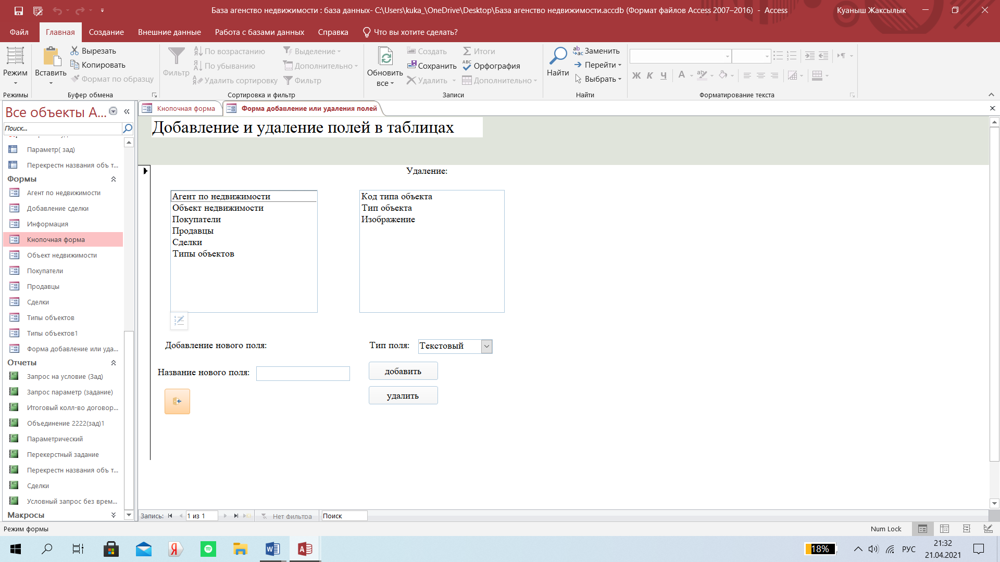 База агенство недвижимости : база данных- C:\Users\kuka_\OneDrive\Desktop\База агенство недвижимости.accdb (Формат файлов Access 2007–2016) - Access
Куаныш Жаксылык
Файл
Главная
Создание
Внешние данные
Работа с базами данных
Справка
Что вы хотите сделать?
Режим
Режимы
Вставить
Вырезать
Копировать
Формат по образцу
Буфер обмена
Фильтр
По возрастанию
По убыванию
Удалить сортировку
Выделение
Дополнительно
Фильтр
Сортировка и фильтр
Обновить
все
Создать
Сохранить
Удалить
Итоги
Орфография
Дополнительно
Записи
Найти
Заменить
Перейти
Выбрать
Найти
Ж К Ч
Форматирование текста
Все объекты A...
Поиск...
Параметр( зад)
Перекрестн названия объ т...
Формы
Агент по недвижимости
Добавление сделки
Информация
Кнопочная форма
Объект недвижимости
Покупатели
Продавцы
Сделки
Типы объектов
Типы объектов1
Форма добавление или уда...
Отчеты
Запрос на условие (Зад)
Запрос параметр (задание)
Итоговый колл-во договор...
Объединение 2222(зад)1
Параметрический
Перекерстный задание
Перекрестн названия объ т...
Сделки
Условный запрос без врем...
Макросы
Кнопочная форма
Форма добавление или удаления полей
Добавление и удаление полей в таблицах
Удаление:
Агент по недвижимости
Объект недвижимости
Покупатели
Продавцы
Сделки
Типы объектов
Код типа объекта
Тип объекта
Изображение
Добавление нового поля:
Тип поля:
Текстовый
Название нового поля:
добавить
удалить
Запись:
1 из 1
Нет фильтра
Поиск
Режим формы
Num Lock
18%
РУС
21:32
21.04.2021